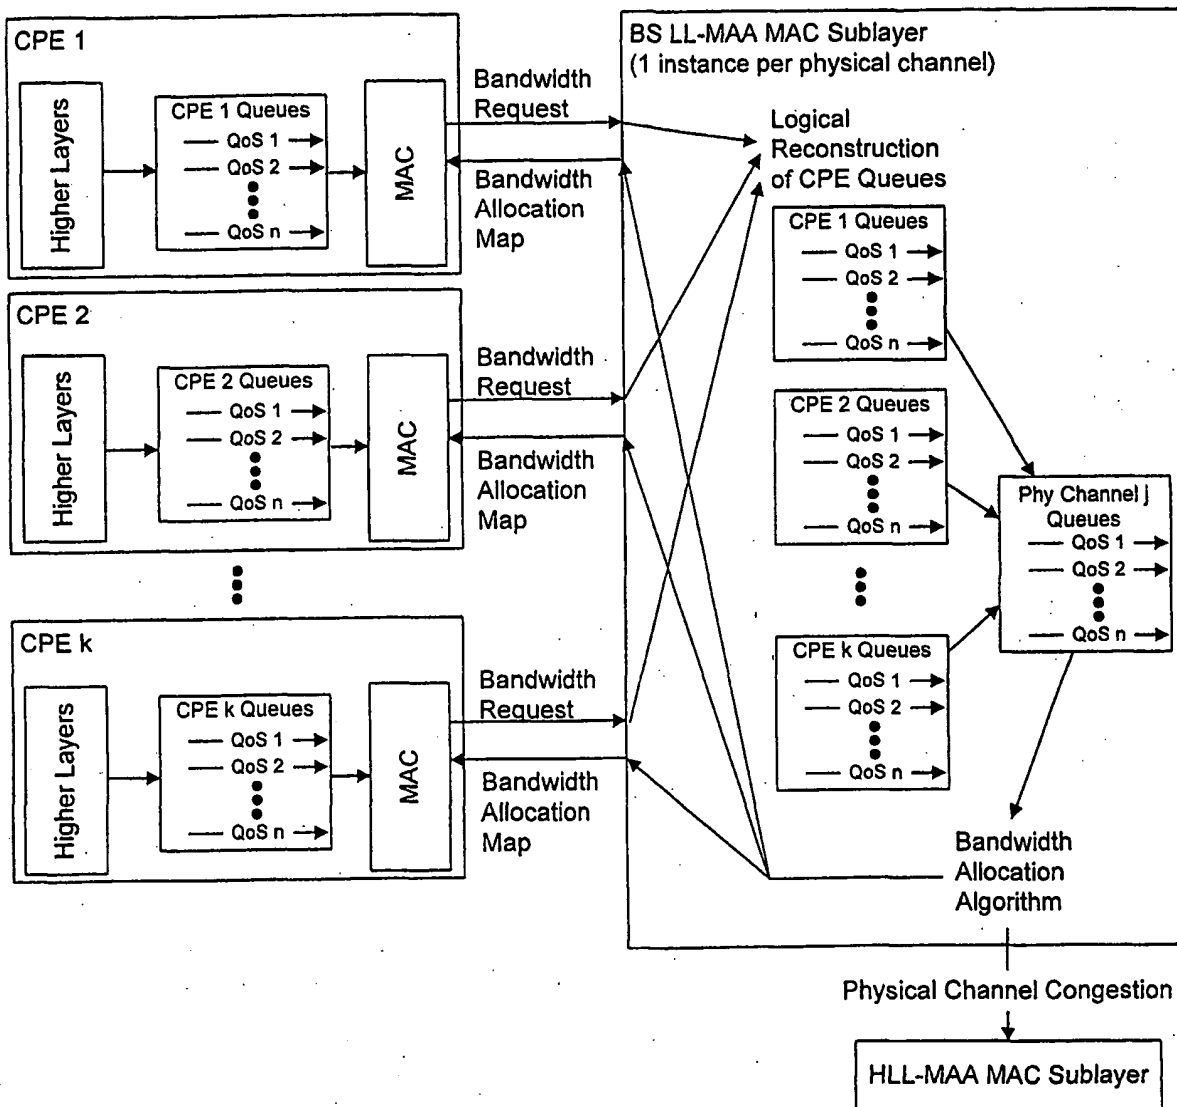 CPE 1
Higher Layers
CPE 1 Queues
QoS 1
QoS 2
QoS n
MAC
Bandwidth
Request
Bandwidth
Allocation
Map
CPE 2
Higher Layers
CPE 2 Queues
QoS 1
QoS 2
QoS n
MAC
Bandwidth
Request
Bandwidth
Allocation
Map
CPE k
Higher Layers
CPE k Queues
QoS 1
QoS 2
QoS n
MAC
Bandwidth
Request
Bandwidth
Allocation
Map
BS LL-MAA MAC Sublayer
(1 instance per physical channel)
Logical
Reconstruction
of CPE Queues
CPE 1 Queues
QoS 1
QoS 2
QoS n
CPE 2 Queues
QoS 1
QoS 2
QoS n
CPE k Queues
QoS 1
QoS 2
QoS n
Phy Channel j
Queues
QoS 1
QoS 2
QoS n
Bandwidth
Allocation
Algorithm
Physical Channel Congestion
HLL-MAA MAC Sublayer